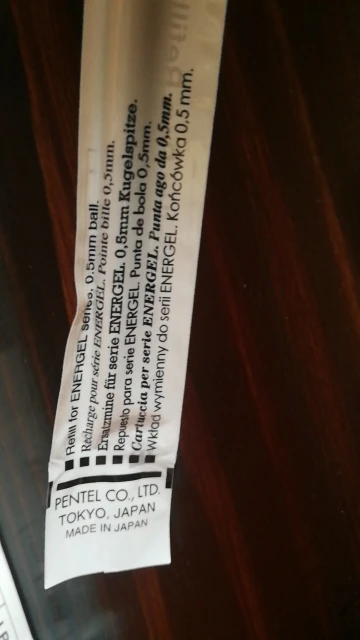 Refill
Refill for ENERGEL series, 0.5mm ball.
Recharge pour série ENERGEL. Pointe bille 0,5mm.
Ersatzmine für serie ENERGEL. 0,5mm Kugelspitze.
Repuesto para serie ENERGEL. Punta de bola 0,5mm.
Cartuccia per serie ENERGEL. Punta ago da 0,5mm.
Wkład wymienny do serii ENERGEL. Końcówka 0,5 mm.
PENTEL CO., LTD.
TOKYO, JAPAN
MADE IN JAPAN